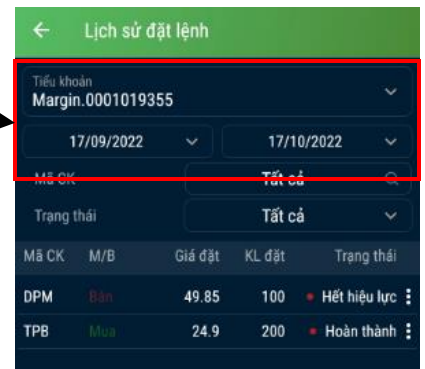 Lịch sử đặt lệnh
Tiểu khoản
Margin.0001019355
17/09/2022 17/10/2022
Mã CK Tất cả
Trạng thái Tất cả
Mã CK M/B Giá đặt KL đặt Trạng thái
DPM Bán 49.85 100 Hết hiệu lực
TPB Mua 24.9 200 Hoàn thành